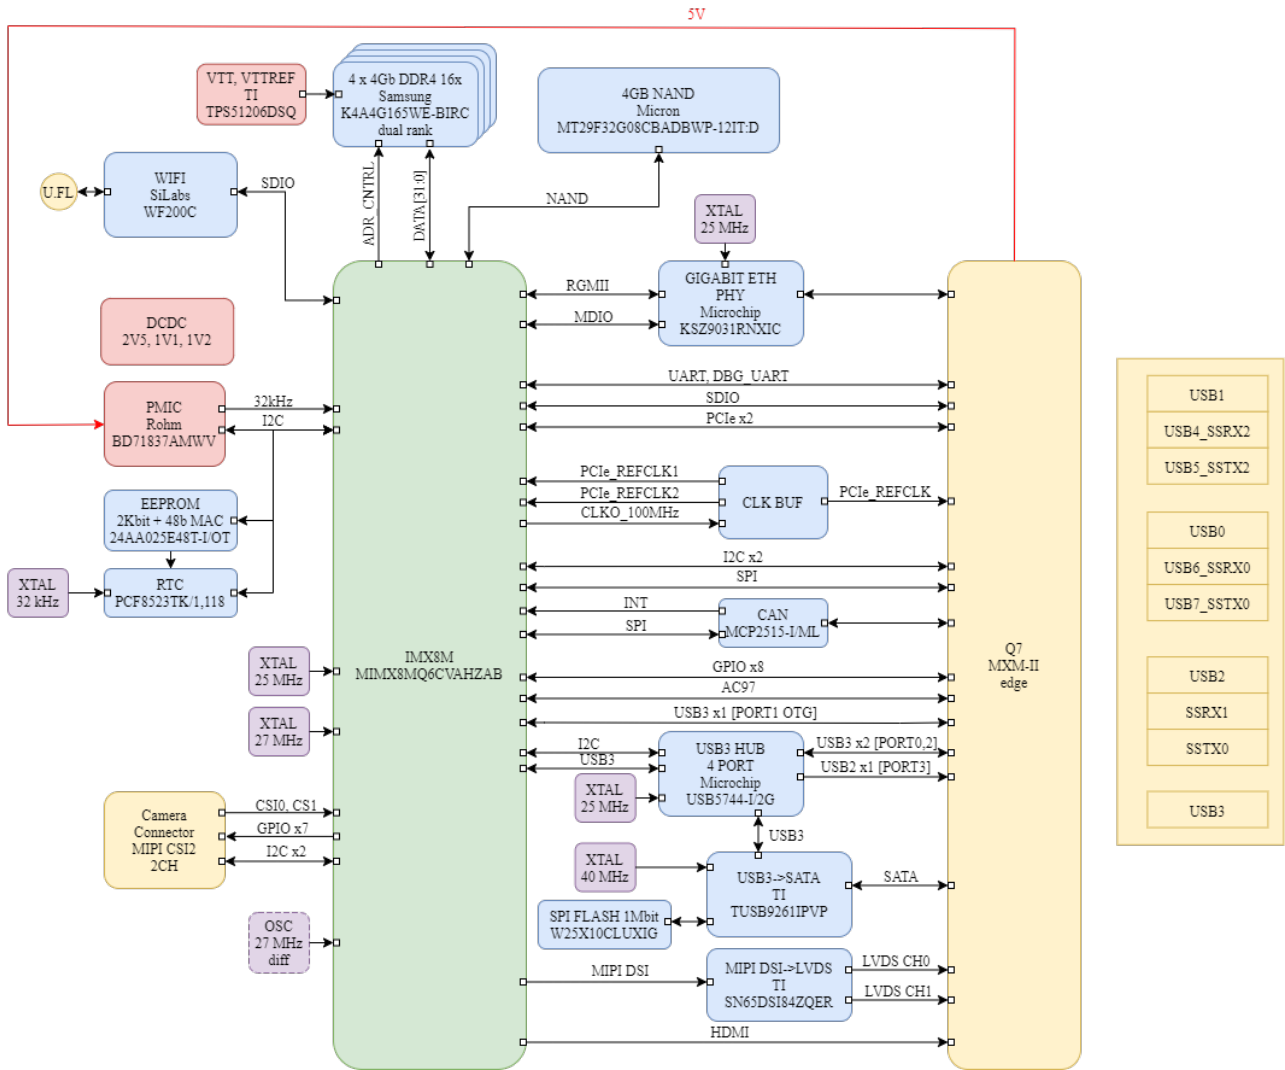 5V
VTT, VTTREF
TI
TPS51206DSQ
4 x 4Gb DDR4 16x
Samsung
K4A4G165WE-BIRC
dual rank
4GB NAND
Micron
MT29F32G08CBADBWP-12IT:D
U.FL
WIFI
SiLabs
WF200C
SDIO
ADR_CNTRL
DATA[31:0]
NAND
XTAL
25 MHz
RGMII
MDIO
GIGABIT ETH
PHY
Microchip
KSZ9031RNXIC
DCDC
2V5, 1V1, 1V2
PMIC
Rohm
BD71837AMWV
32kHz
I2C
UART, DBG_UART
SDIO
PCIe x2
EEPROM
2Kbit + 48b MAC
24AA025E48T-I/OT
XTAL
32 kHz
RTC
PCF8523TK/1,118
PCIe_REFCLK1
PCIe_REFCLK2
CLKO_100MHz
CLK BUF
PCIe_REFCLK
I2C x2
SPI
INT
SPI
CAN
MCP2515-I/ML
IMX8M
MIMX8MQ6CVAHZAB
Q7
MXM-II
edge
XTAL
25 MHz
XTAL
27 MHz
GPIO x8
AC97
USB3 x1 [PORT1 OTG]
I2C
USB3
XTAL
25 MHz
USB3 HUB
4 PORT
Microchip
USB5744-I/2G
USB3 x2 [PORT0,2]
USB2 x1 [PORT3]
USB3
Camera
Connector
MIPI CSI2
2CH
CSI0, CS1
GPIO x7
I2C x2
XTAL
40 MHz
USB3->SATA
TI
TUSB9261IPVP
SATA
SPI FLASH 1Mbit
W25X10CLUXIG
OSC
27 MHz
diff
MIPI DSI
MIPI DSI->LVDS
TI
SN65DSI84ZQER
LVDS CH0
LVDS CH1
HDMI
USB1
USB4_SSRX2
USB5_SSTX2
USB0
USB6_SSRX0
USB7_SSTX0
USB2
SSRX1
SSTX0
USB3